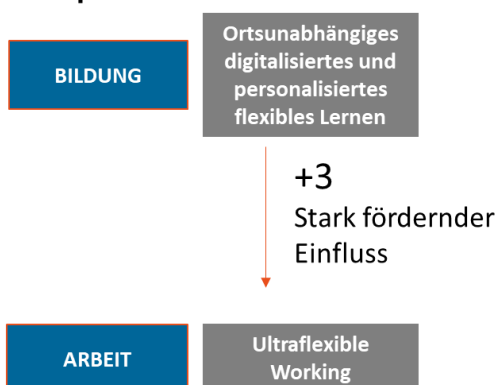 BILDUNG
Ortsunabhängiges
digitalisiertes und
personalisiertes
flexibles Lernen
+3
Stark fördernder
Einfluss
ARBEIT
Ultraflexible
Working